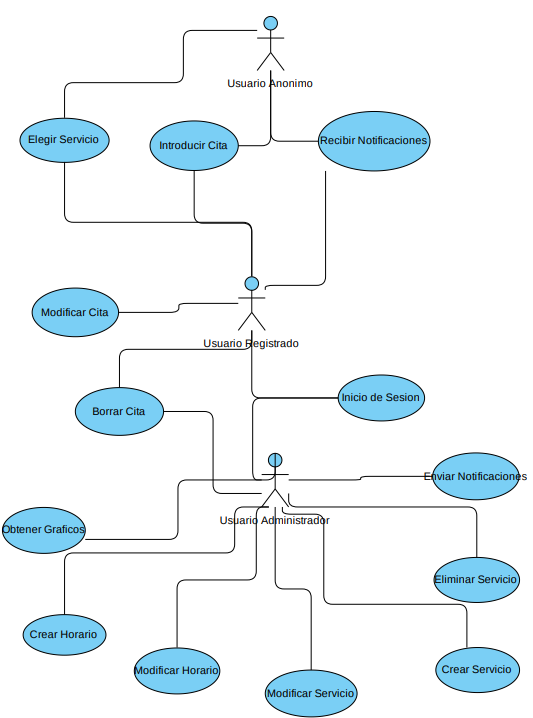 Usuario Anonimo
Elegir Servicio
Introducir Cita
Recibir Notificaciones
Modificar Cita
Usuario Registrado
Borrar Cita
Inicio de Sesion
Enviar Notificaciones
Usuario Administrador
Obtener Graficos
Eliminar Servicio
Crear Horario
Modificar Horario
Crear Servicio
Modificar Servicio